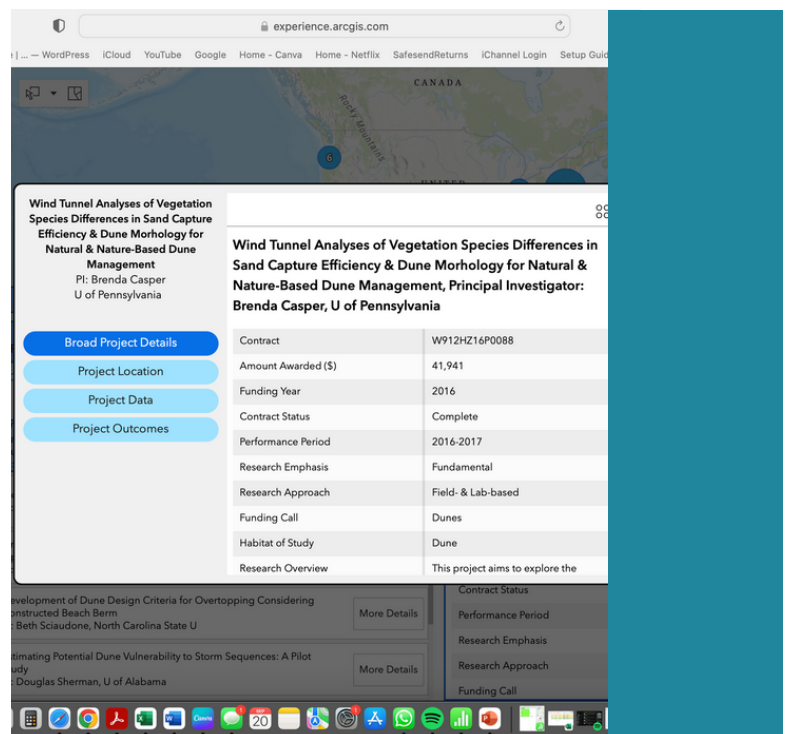 experience.arcgis.com
| ... — WordPress iCloud YouTube Google Home - Canva Home - Netflix SafesendReturns iChannel Login Setup Guid
CANADA
Rocky Mountains
6
UNITED
Wind Tunnel Analyses of Vegetation
Species Differences in Sand Capture
Efficiency & Dune Morhology for
Natural & Nature-Based Dune
Management
PI: Brenda Casper
U of Pennsylvania
Broad Project Details
Project Location
Project Data
Project Outcomes
Wind Tunnel Analyses of Vegetation Species Differences in
Sand Capture Efficiency & Dune Morhology for Natural &
Nature-Based Dune Management, Principal Investigator:
Brenda Casper, U of Pennsylvania
Contract W912HZ16P0088
Amount Awarded ($) 41,941
Funding Year 2016
Contract Status Complete
Performance Period 2016-2017
Research Emphasis Fundamental
Research Approach Field- & Lab-based
Funding Call Dunes
Habitat of Study Dune
Research Overview This project aims to explore the
evelopment of Dune Design Criteria for Overtopping Considering
onstructed Beach Berm
: Beth Sciaudone, North Carolina State U
More Details
timating Potential Dune Vulnerability to Storm Sequences: A Pilot
udy
: Douglas Sherman, U of Alabama
More Details
Contract Status
Performance Period
Research Emphasis
Research Approach
Funding Call
Canva
SEP
20